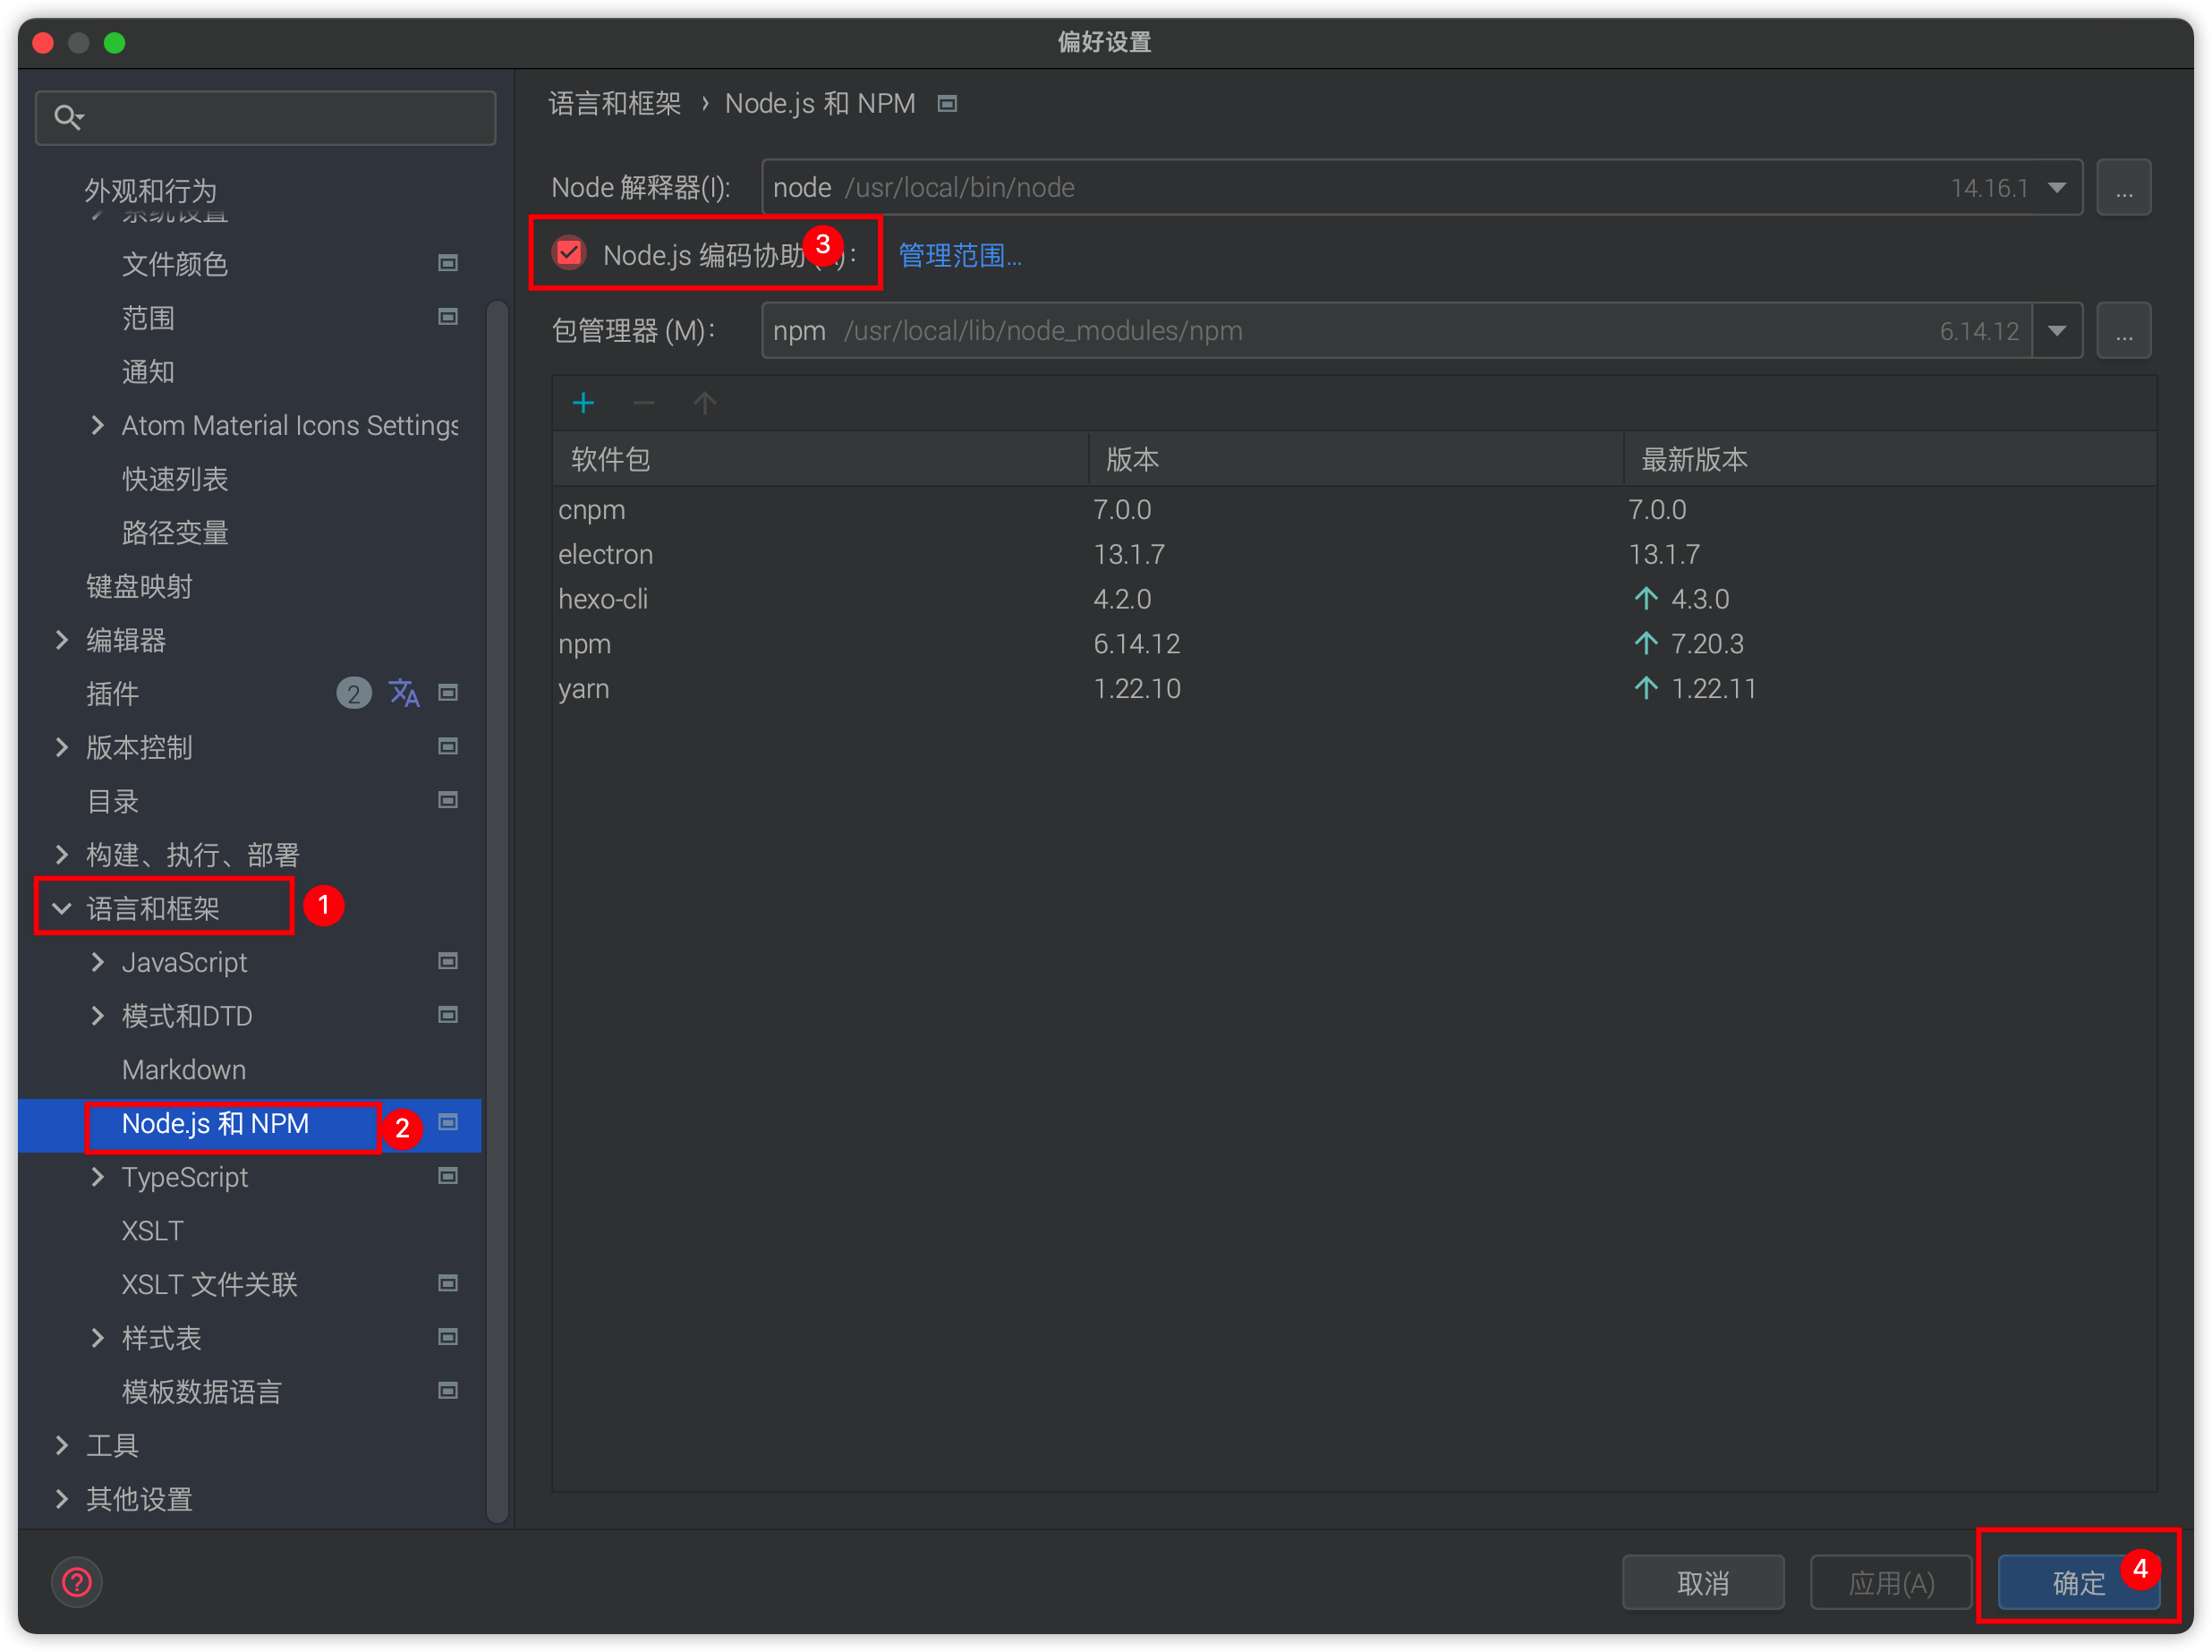 偏好设置
外观和行为
系统设置
文件颜色
范围
通知
Atom Material Icons Settings
快速列表
路径变量
键盘映射
编辑器
插件 2
版本控制
目录
构建、执行、部署
语言和框架 1
JavaScript
模式和DTD
Markdown
Node.js 和 NPM 2
TypeScript
XSLT
XSLT 文件关联
样式表
模板数据语言
工具
其他设置
语言和框架 › Node.js 和 NPM
Node 解释器(I): node /usr/local/bin/node 14.16.1 ...
Node.js 编码协助 3 ): 管理范围...
包管理器 (M): npm /usr/local/lib/node_modules/npm 6.14.12 ...
软件包 版本 最新版本
cnpm 7.0.0 7.0.0
electron 13.1.7 13.1.7
hexo-cli 4.2.0 4.3.0
npm 6.14.12 7.20.3
yarn 1.22.10 1.22.11
? 取消 应用(A) 确定 4